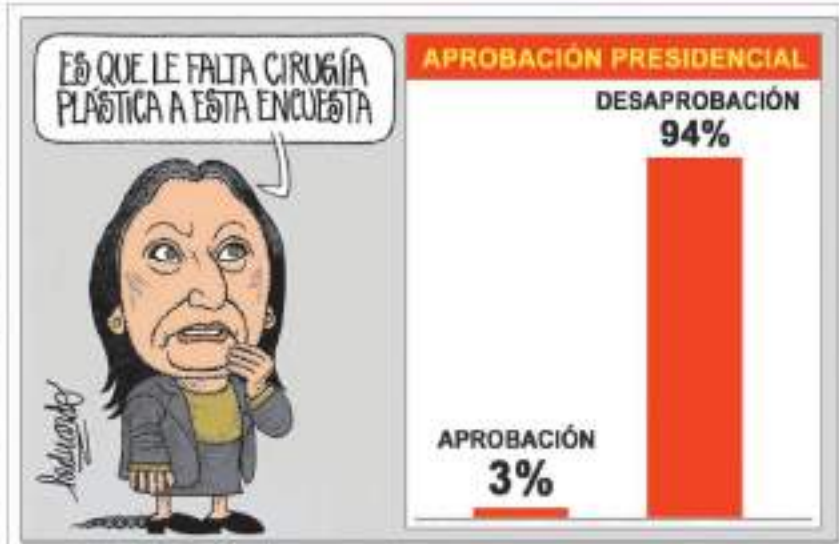 ES QUE LE FALTA CIRUGÍA
PLÁSTICA A ESTA ENCUESTA
APROBACIÓN PRESIDENCIAL
DESAPROBACIÓN
94%
APROBACIÓN
3%